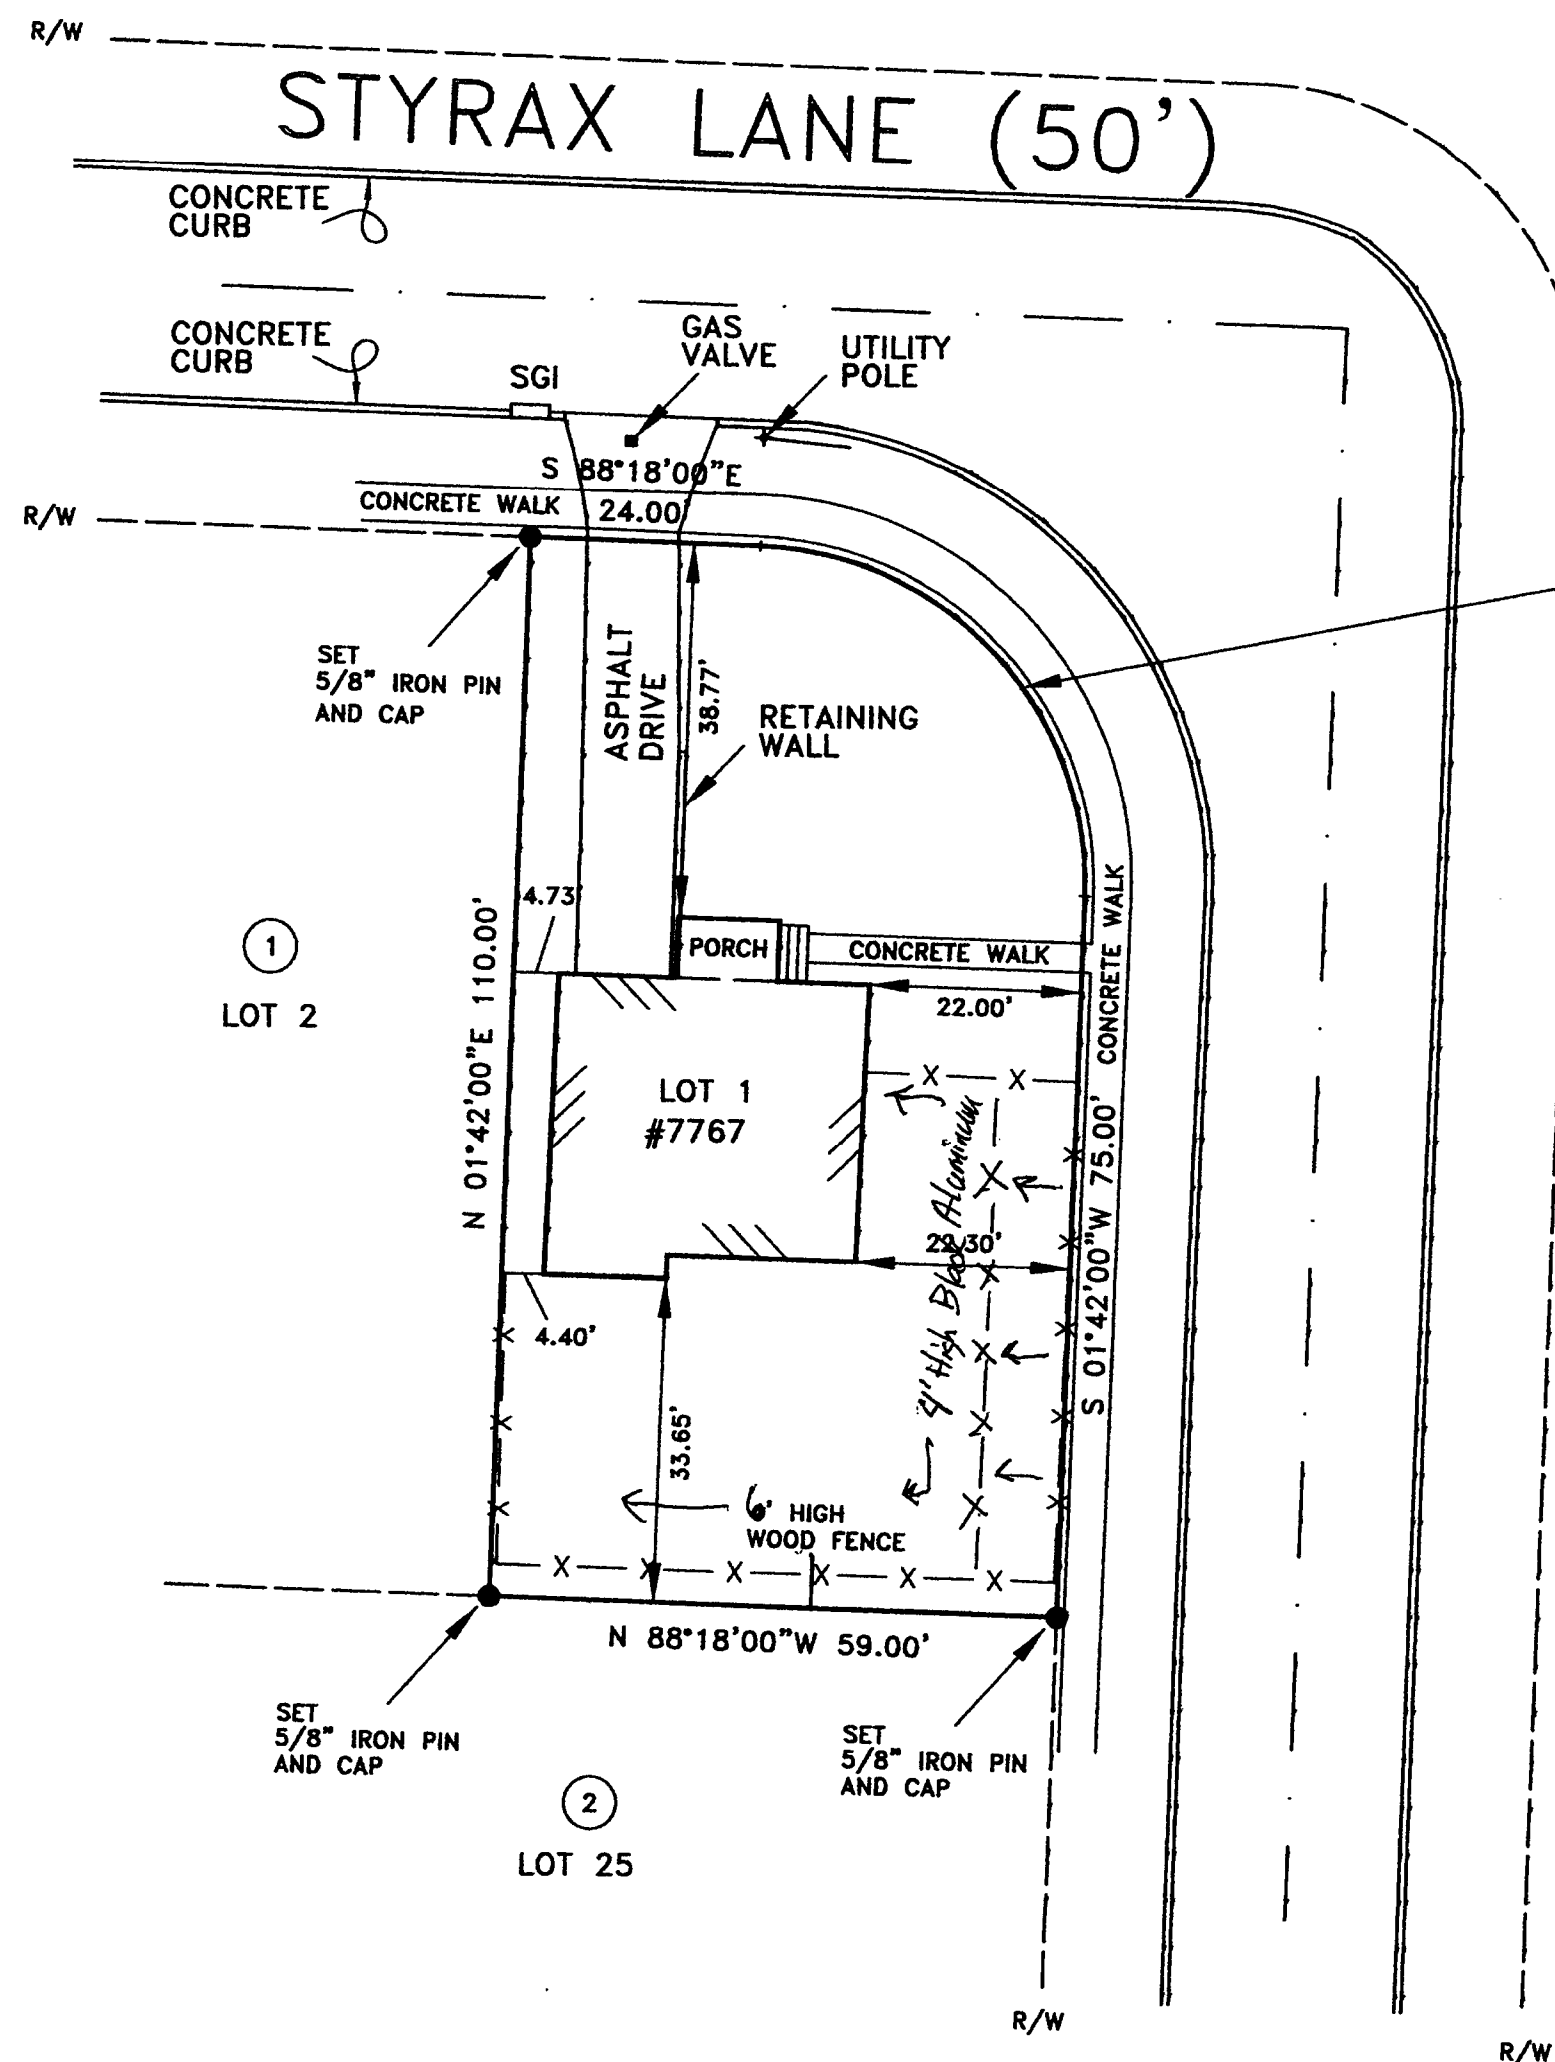 R/W
STYRAX LANE (50')
CONCRETE
CURB
CONCRETE
CURB
SGI
GAS
VALVE
UTILITY
POLE
S 88°18'00"E
CONCRETE WALK
24.00'
R/W
SET
5/8" IRON PIN
AND CAP
ASPHALT
DRIVE
38.77'
RETAINING
WALL
4.73
PORCH
CONCRETE WALK
22.00'
CONCRETE WALK
1
LOT 2
N 01°42'00"E 110.00'
LOT 1
#7767
4' High Black Aluminum
22.30'
S 01°42'00"W 75.00'
4.40'
33.65'
6' HIGH
WOOD FENCE
N 88°18'00"W 59.00'
SET
5/8" IRON PIN
AND CAP
SET
5/8" IRON PIN
AND CAP
2
LOT 25
R/W
R/W